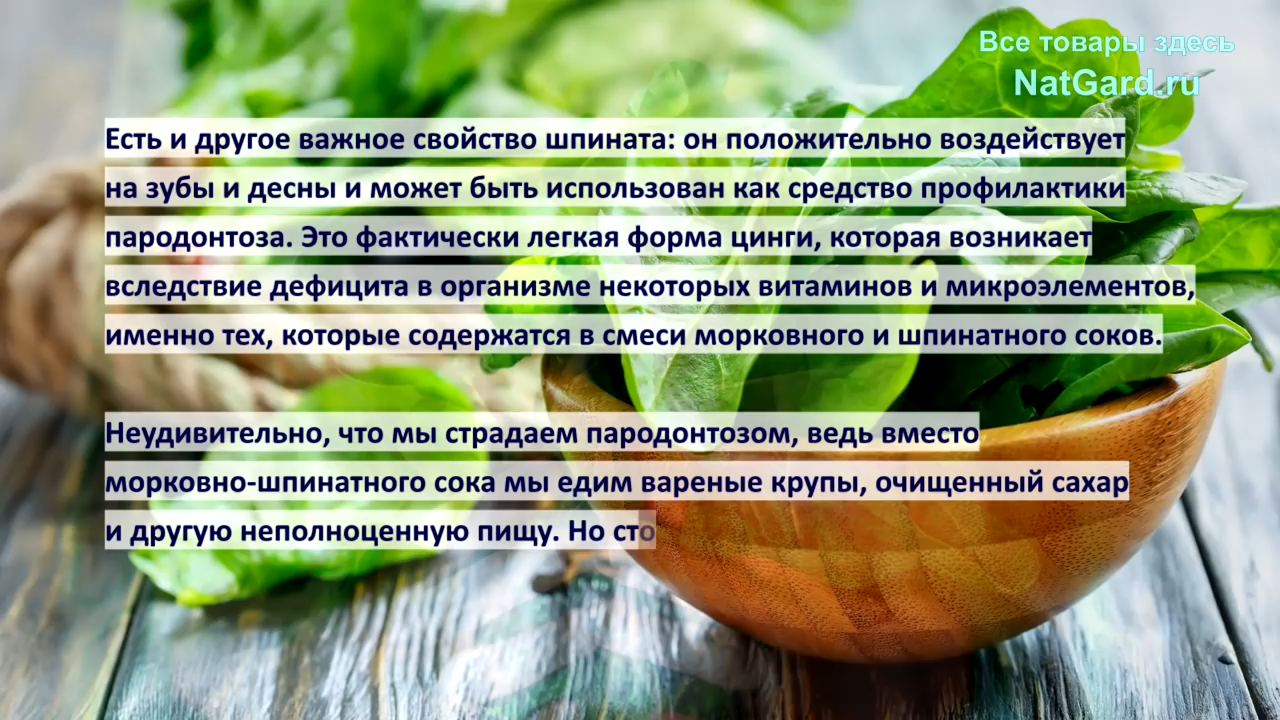 Все товары здесь
NatGard.ru
Есть и другое важное свойство шпината: он положительно воздействует
на зубы и десны и может быть использован как средство профилактики
пародонтоза. Это фактически легкая форма цинги, которая возникает
вследствие дефицита в организме некоторых витаминов и микроэлементов,
именно тех, которые содержатся в смеси морковного и шпинатного соков.
Неудивительно, что мы страдаем пародонтозом, ведь вместо
морковно-шпинатного сока мы едим вареные крупы, очищенный сахар
и другую неполноценную пищу. Но сто